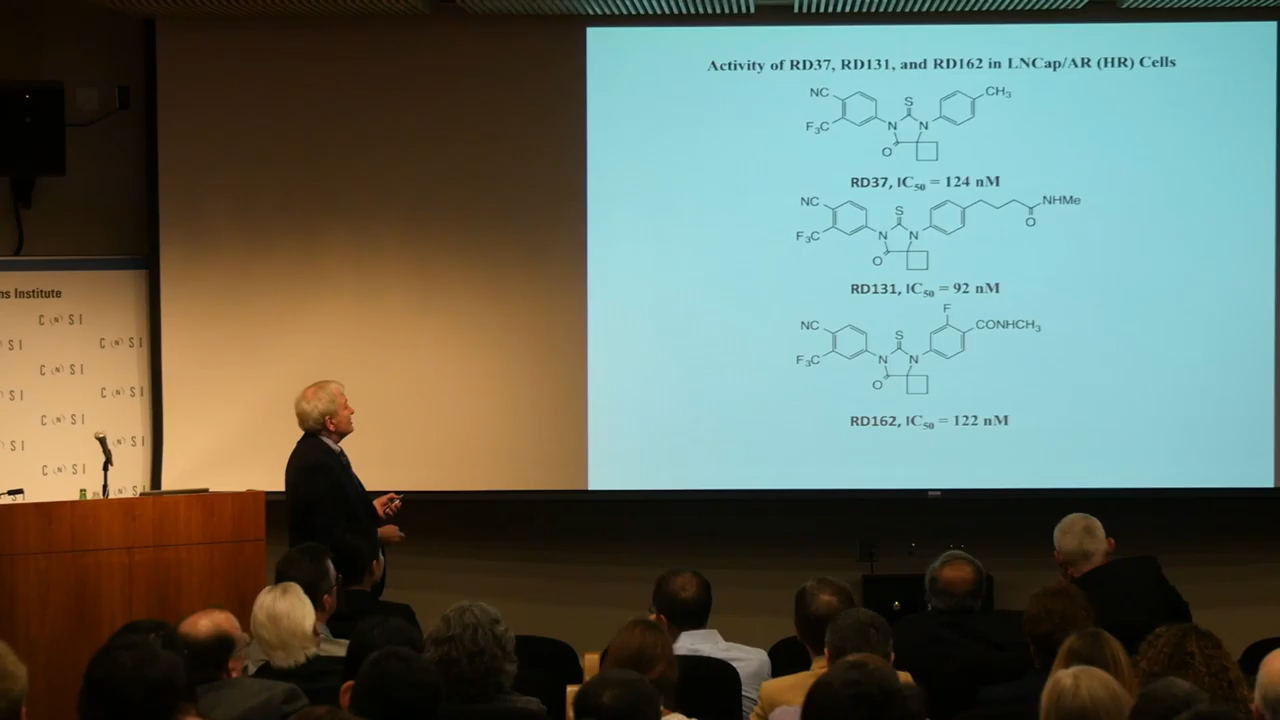 Activity of RD37, RD131, and RD162 in LNCap/AR (HR) Cells
NC
S
CH₃
F₃C
N
N
O
RD37, IC₅₀ = 124 nM
NC
S
NHMe
O
F₃C
N
N
O
RD131, IC₅₀ = 92 nM
F
NC
S
CONHCH₃
F₃C
N
N
O
RD162, IC₅₀ = 122 nM
ns Institute
C (N) S I
S I
C (N) S I
C (N) S I
S I
C (N) S I
C (N) S I
S I
(N) S I
C (N) S I
(N) S I